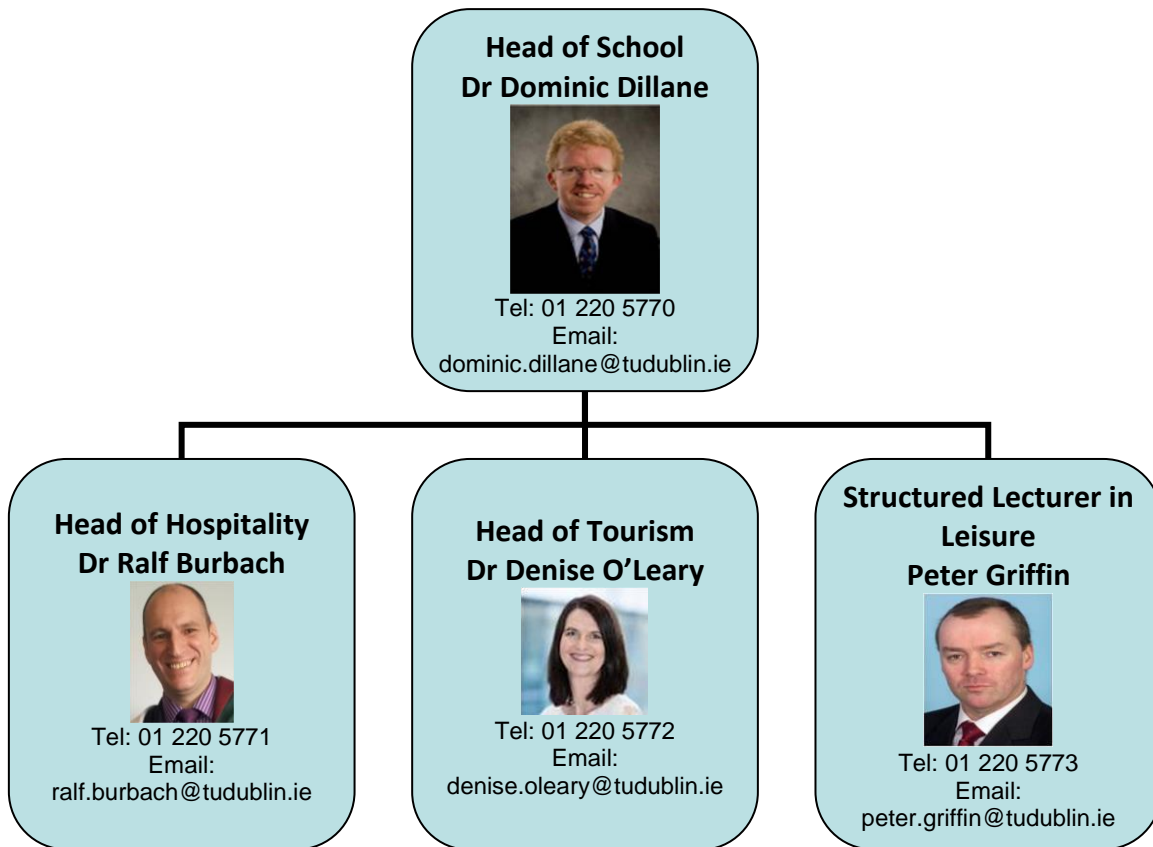 Head of School
Dr Dominic Dillane
Tel: 01 220 5770
Email:
dominic.dillane@tudublin.ie
Head of Hospitality
Dr Ralf Burbach
Tel: 01 220 5771
Email:
ralf.burbach@tudublin.ie
Head of Tourism
Dr Denise O’Leary
Tel: 01 220 5772
Email:
denise.oleary@tudublin.ie
Structured Lecturer in
Leisure
Peter Griffin
Tel: 01 220 5773
Email:
peter.griffin@tudublin.ie